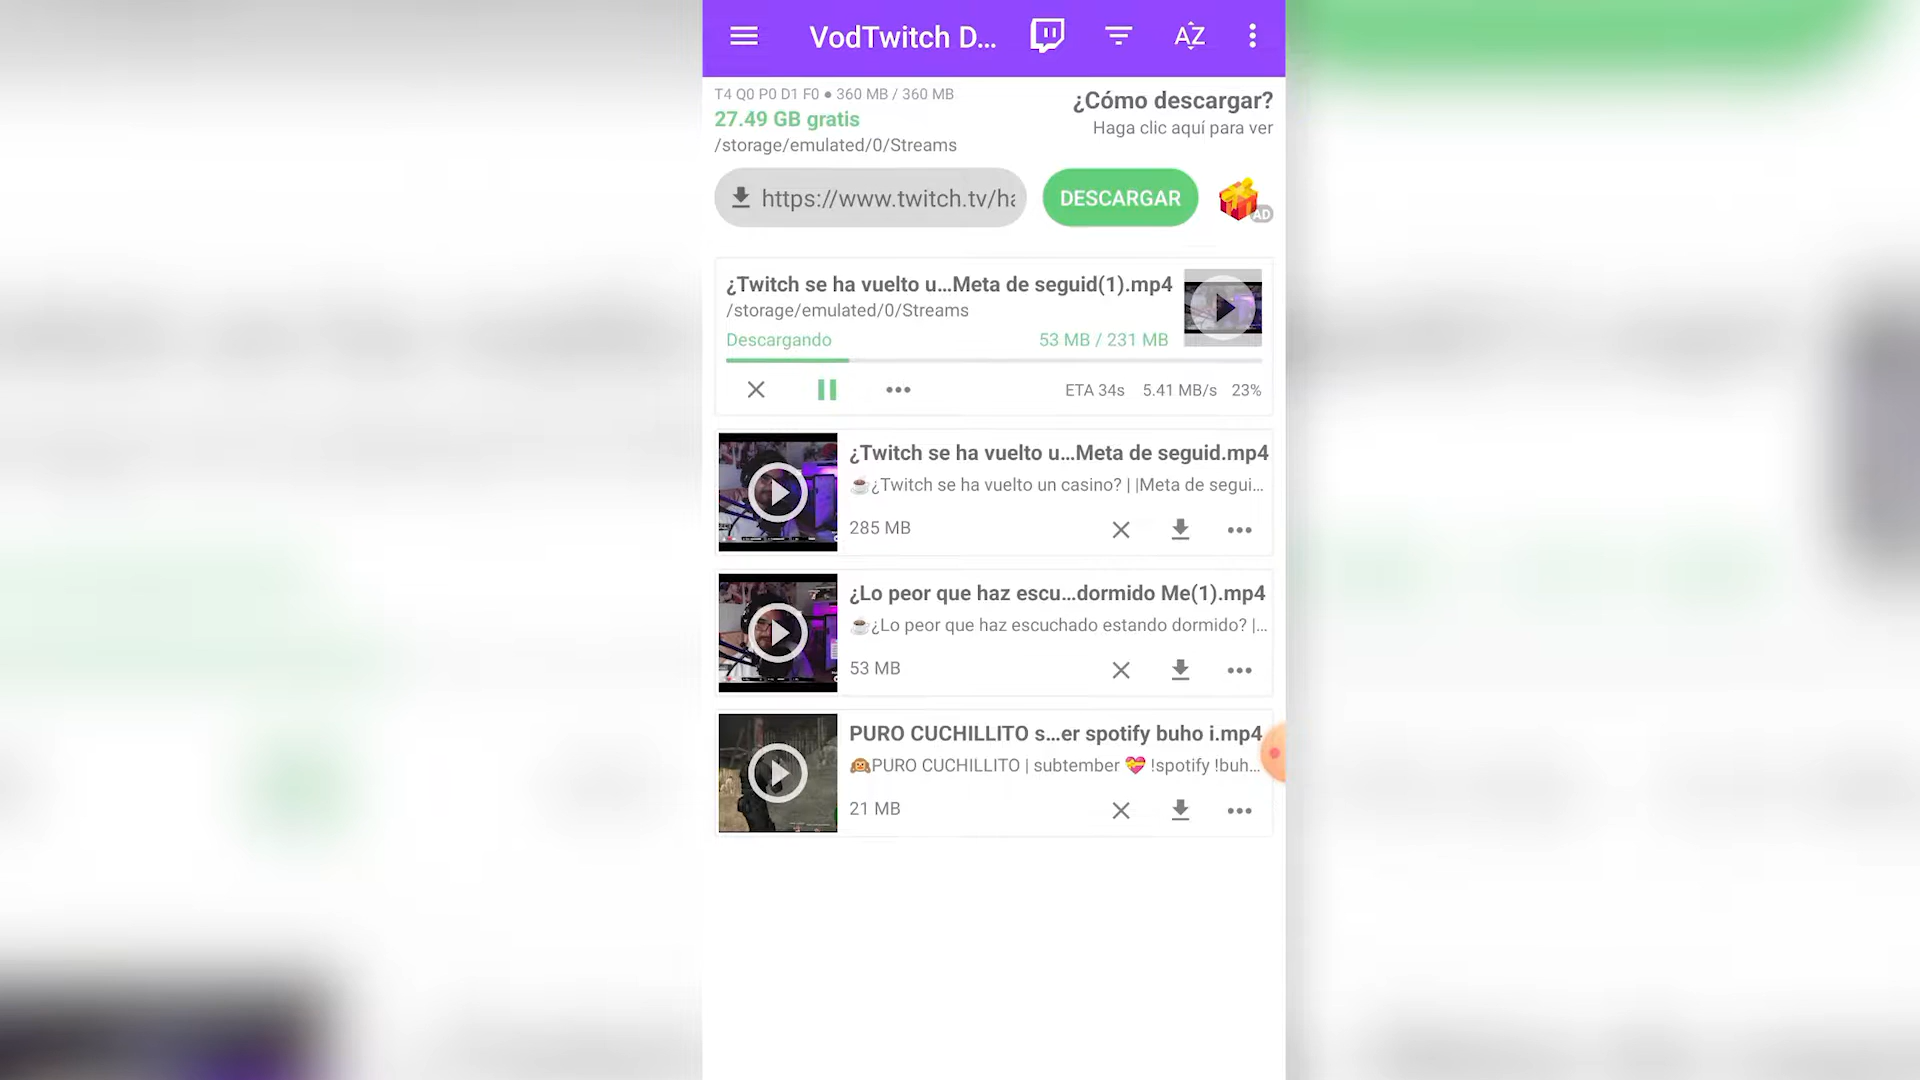 VodTwitch D...
AZ
T4 Q0 P0 D1 F0 ● 360 MB / 360 MB
27.49 GB gratis
/storage/emulated/0/Streams
¿Cómo descargar?
Haga clic aquí para ver
https://www.twitch.tv/ha
DESCARGAR
AD
¿Twitch se ha vuelto u...Meta de seguid(1).mp4
/storage/emulated/0/Streams
Descargando
53 MB / 231 MB
ETA 34s 5.41 MB/s 23%
¿Twitch se ha vuelto u...Meta de seguid.mp4
☕¿Twitch se ha vuelto un casino? | |Meta de segui...
285 MB
¿Lo peor que haz escu...dormido Me(1).mp4
☕¿Lo peor que haz escuchado estando dormido? |...
53 MB
PURO CUCHILLITO s...er spotify buho i.mp4
🙉PURO CUCHILLITO | subtember 💝 !spotify !buh...
21 MB